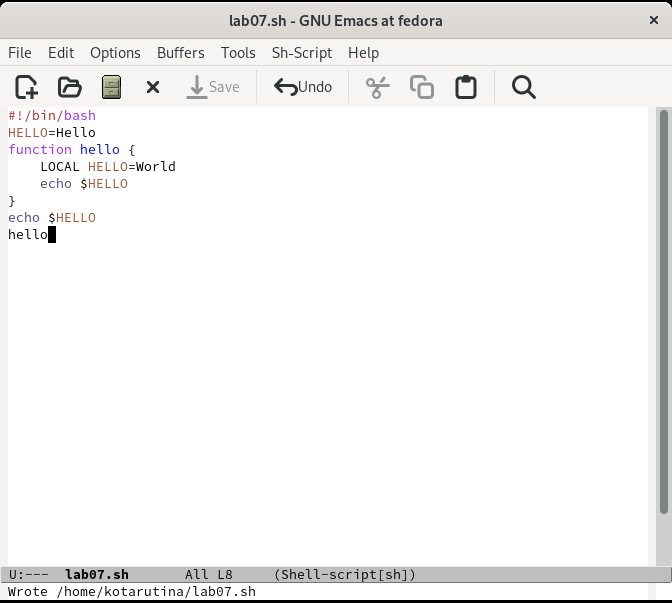 lab07.sh - GNU Emacs at fedora
File Edit Options Buffers Tools Sh-Script Help
Save Undo
#!/bin/bash
HELLO=Hello
function hello {
    LOCAL HELLO=World
    echo $HELLO
}
echo $HELLO
hello
U:--- lab07.sh All L8 (Shell-script[sh])
Wrote /home/kotarutina/lab07.sh